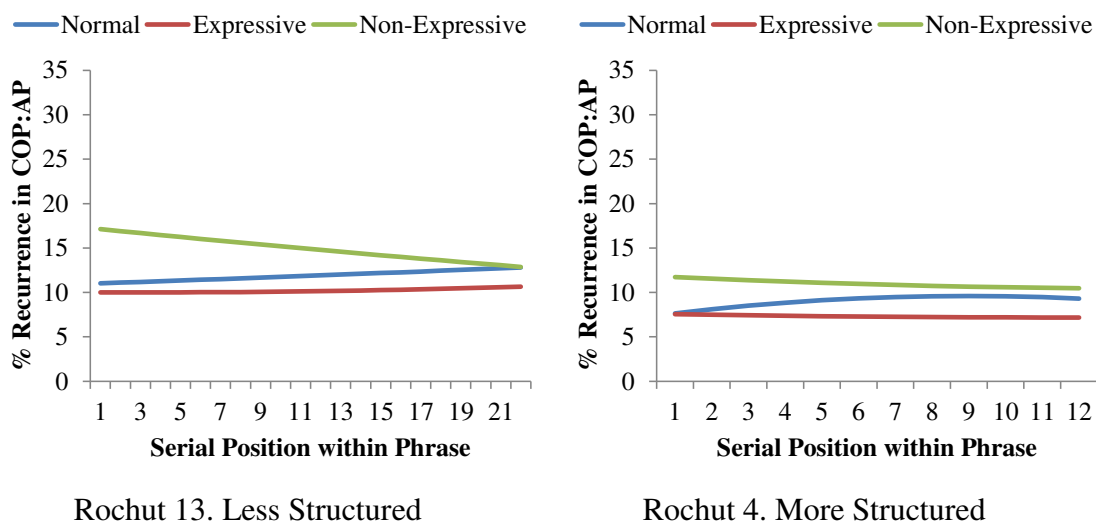 Normal Expressive Non-Expressive
% Recurrence in COP:AP
35
30
25
20
15
10
5
0
1 3 5 7 9 11 13 15 17 19 21
Serial Position within Phrase
Rochut 13. Less Structured
Normal Expressive Non-Expressive
% Recurrence in COP:AP
35
30
25
20
15
10
5
0
1 2 3 4 5 6 7 8 9 10 11 12
Serial Position within Phrase
Rochut 4. More Structured